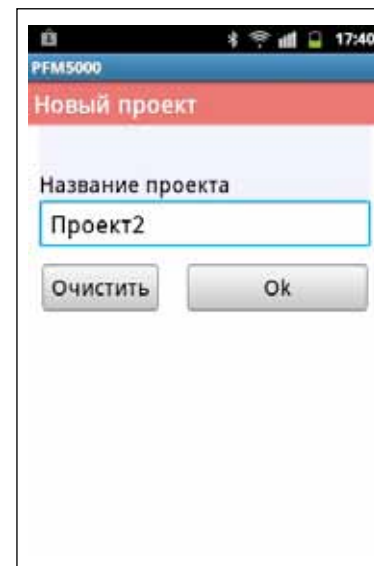 17:40
PFM5000
Новый проект
Название проекта
Проект2
Очистить Ok